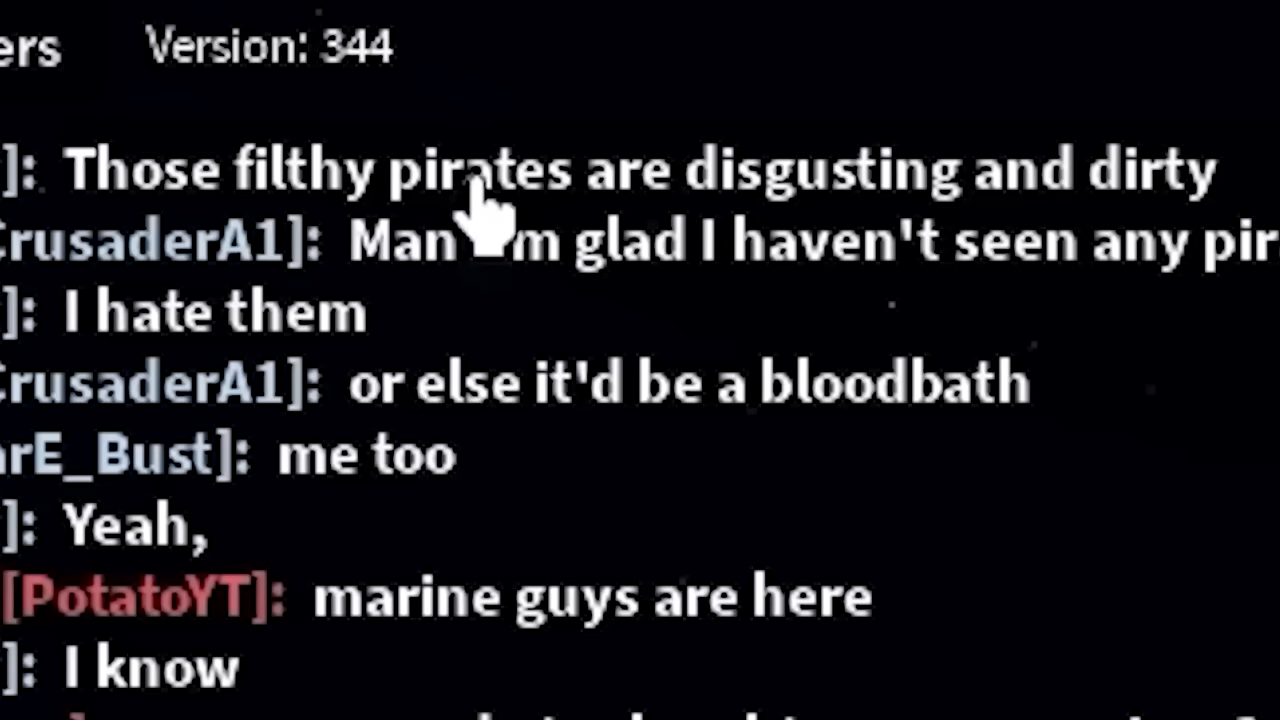 ers Version: 344
]: Those filthy pirates are disgusting and dirty
CrusaderA1]: Man glad I haven't seen any pir
]: I hate them
CrusaderA1]: or else it'd be a bloodbath
arE_Bust]: me too
]: Yeah,
[PotatoYT]: marine guys are here
]: I know